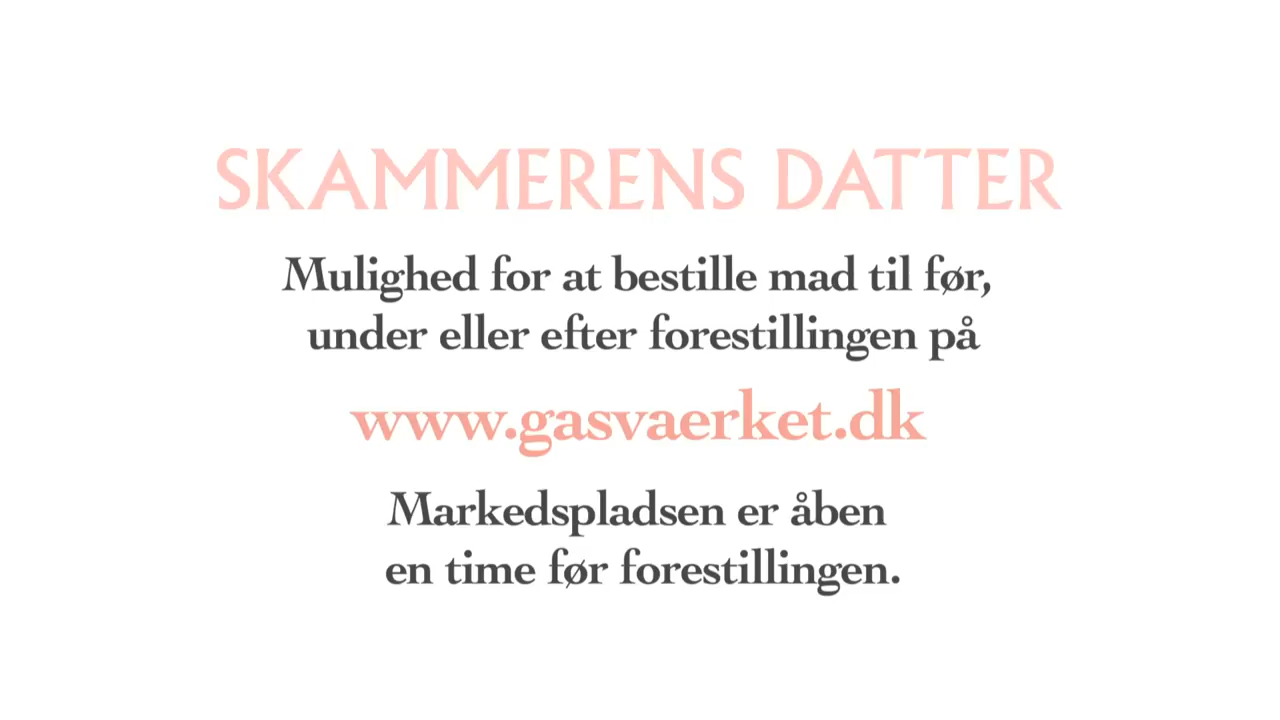 SKAMMERENS DATTER
Mulighed for at bestille mad til før,
under eller efter forestillingen på
www.gasvaerket.dk
Markedspladsen er åben
en time før forestillingen.